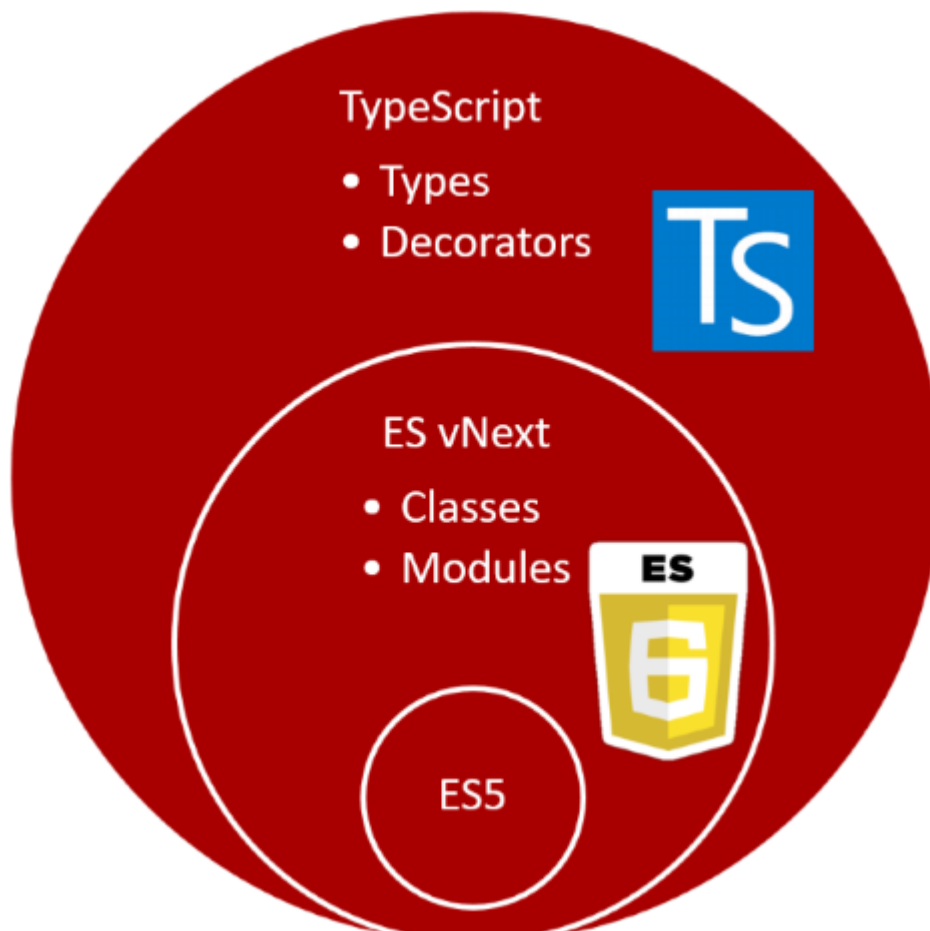 TypeScript
• Types
• Decorators
TS
ES vNext
• Classes
• Modules
ES
6
ES5